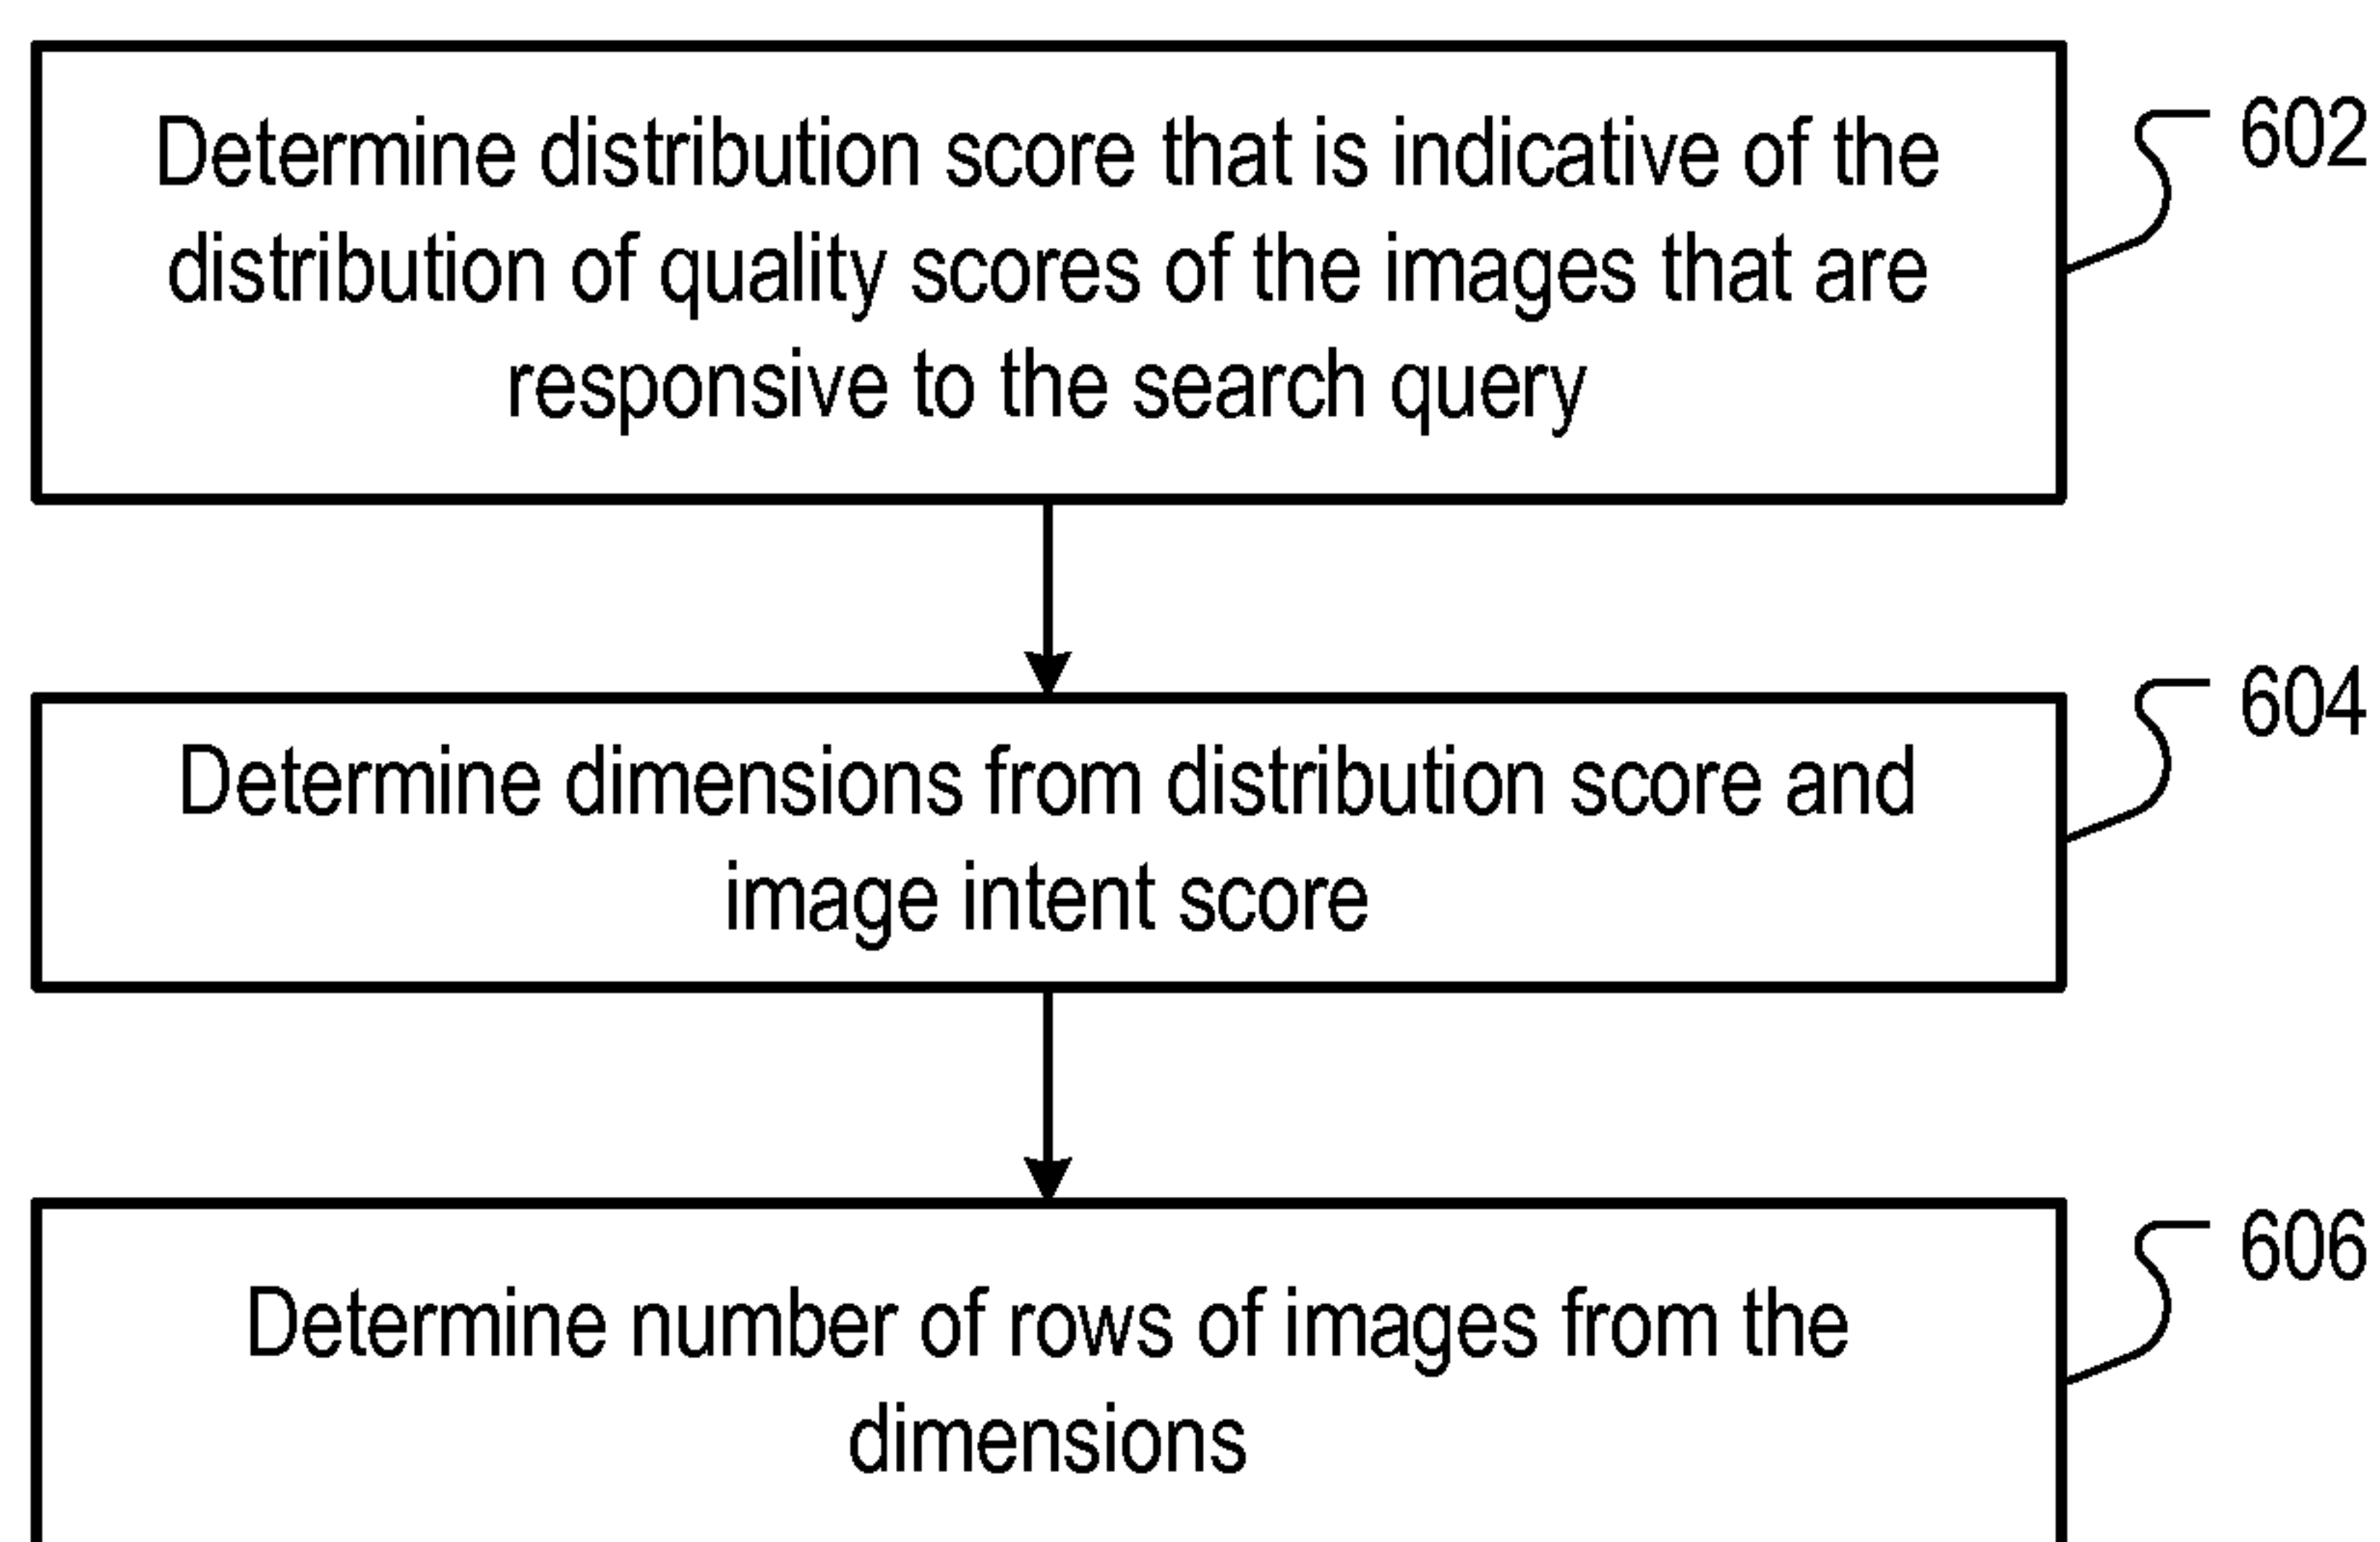 Determine distribution score that is indicative of the
distribution of quality scores of the images that are
responsive to the search query
602
Determine dimensions from distribution score and
image intent score
604
Determine number of rows of images from the
dimensions
606